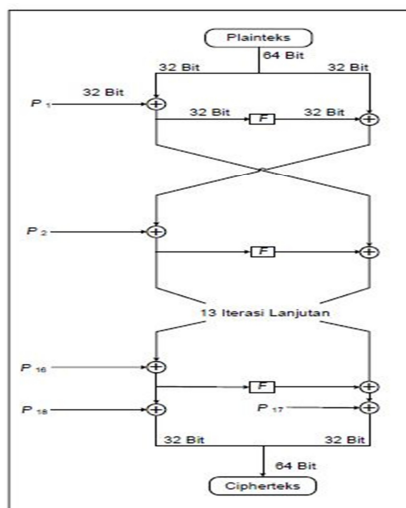 Plainteks
64 Bit
32 Bit 32 Bit
P 1 32 Bit
32 Bit F 32 Bit
P 2
F
13 Iterasi Lanjutan
P 16
F
P 18 P 17
32 Bit 32 Bit
64 Bit
Cipherteks